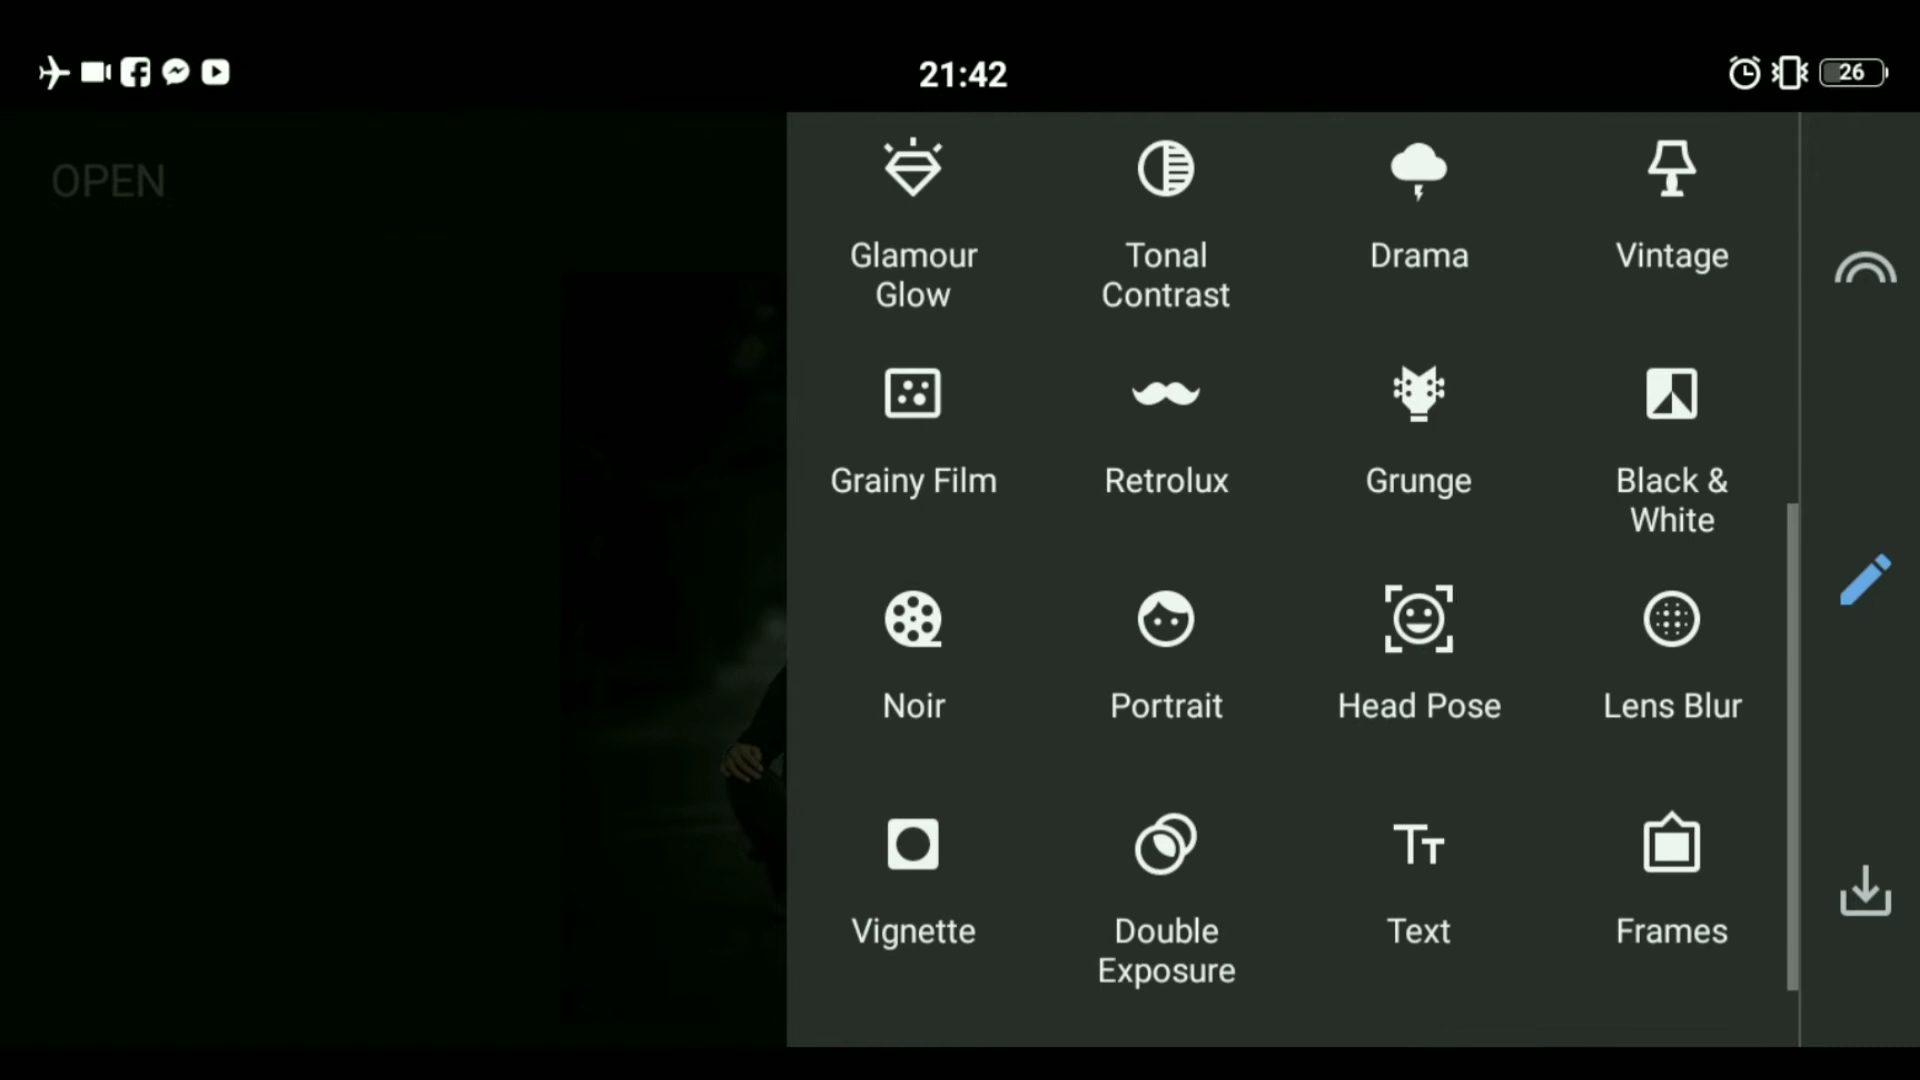 21:42
26
OPEN
Glamour
Glow
Tonal
Contrast
Drama
Vintage
Grainy Film
Retrolux
Grunge
Black &
White
Noir
Portrait
Head Pose
Lens Blur
Vignette
Double
Exposure
Text
Frames